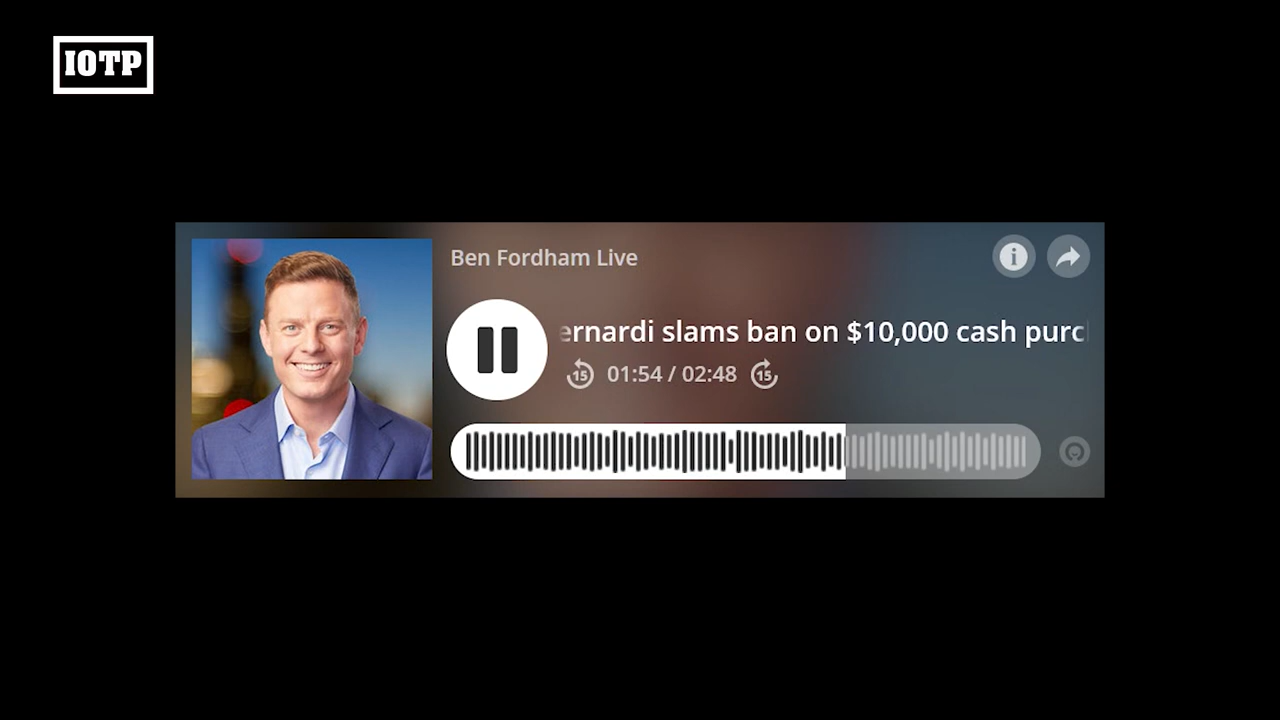 IOTP
Ben Fordham Live
ernardi slams ban on $10,000 cash purc
15 01:54 / 02:48 15